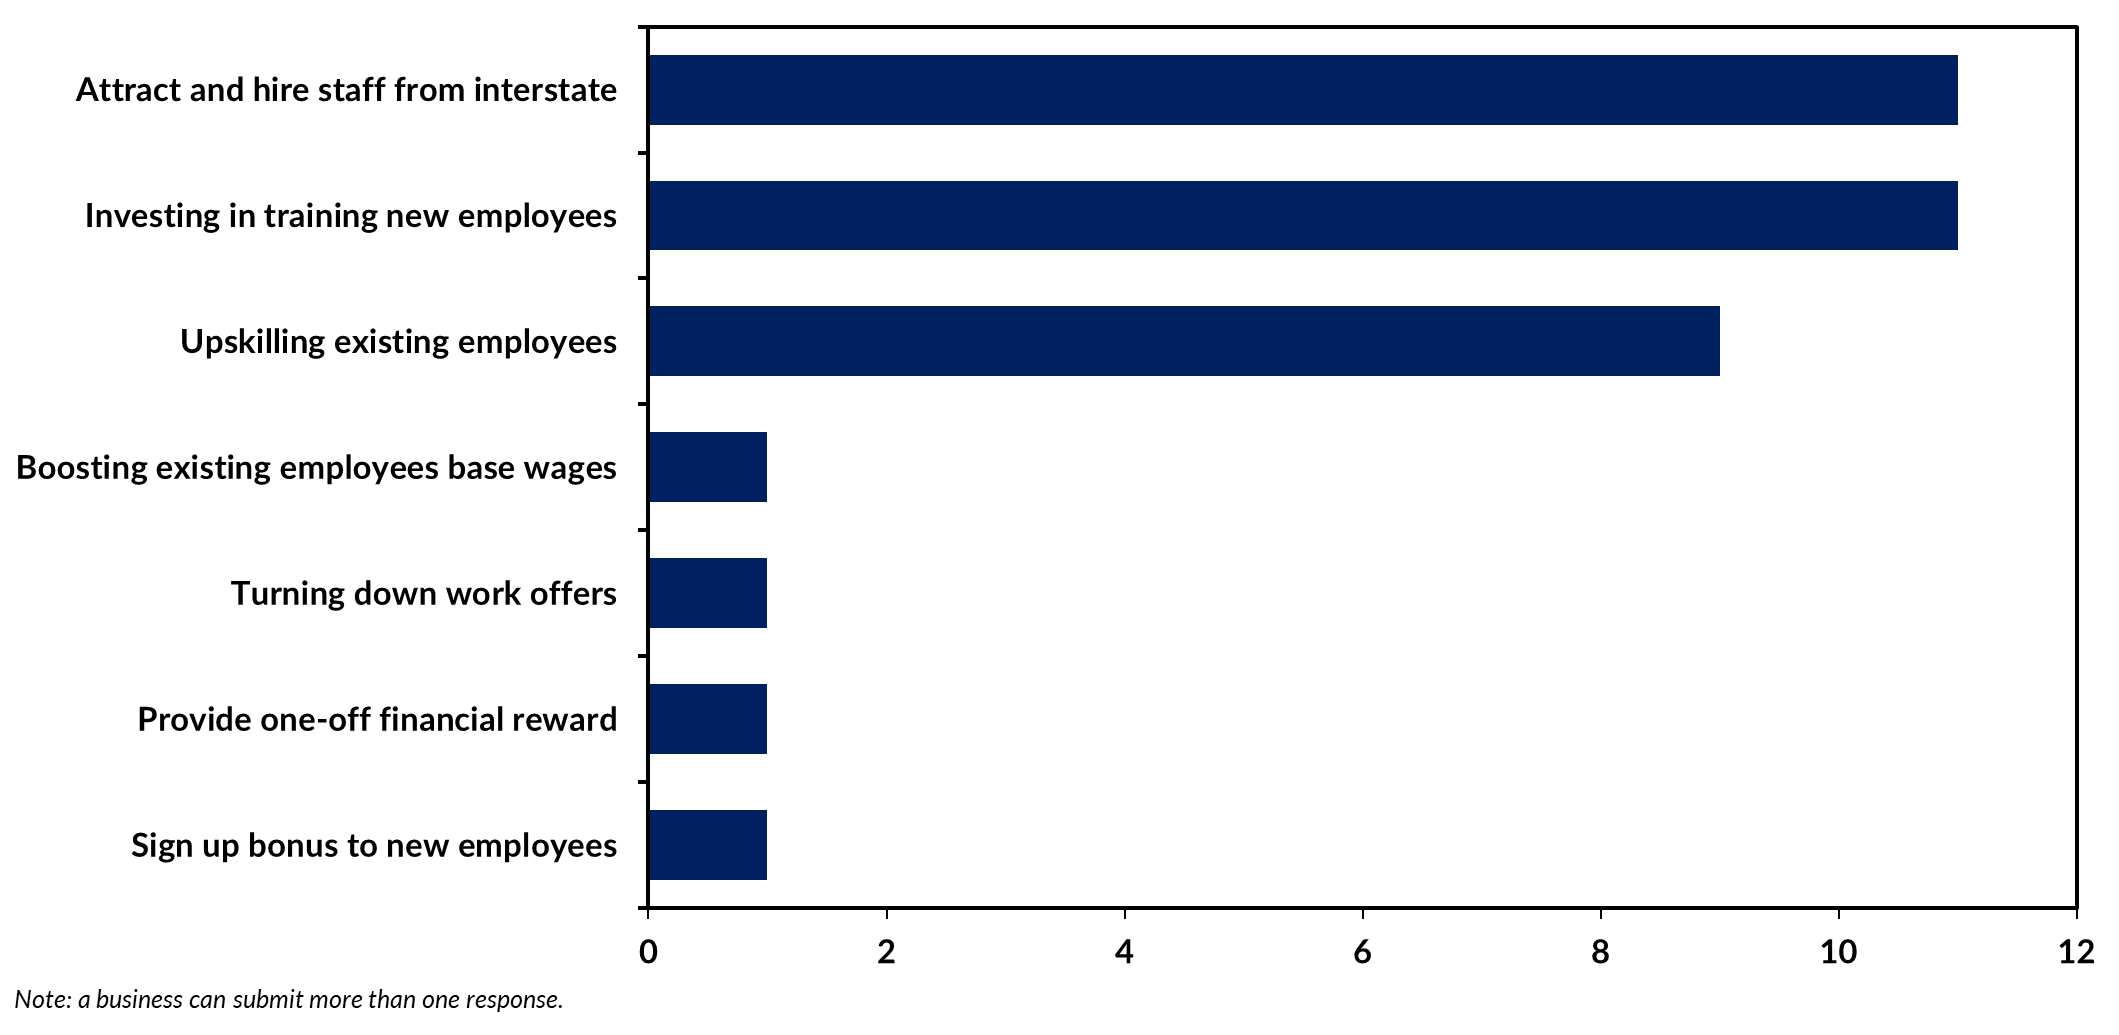 Attract and hire staff from interstate
Investing in training new employees
Upskilling existing employees
Boosting existing employees base wages
Turning down work offers
Provide one-off financial reward
Sign up bonus to new employees
0 2 4 6 8 10 12
Note: a business can submit more than one response.